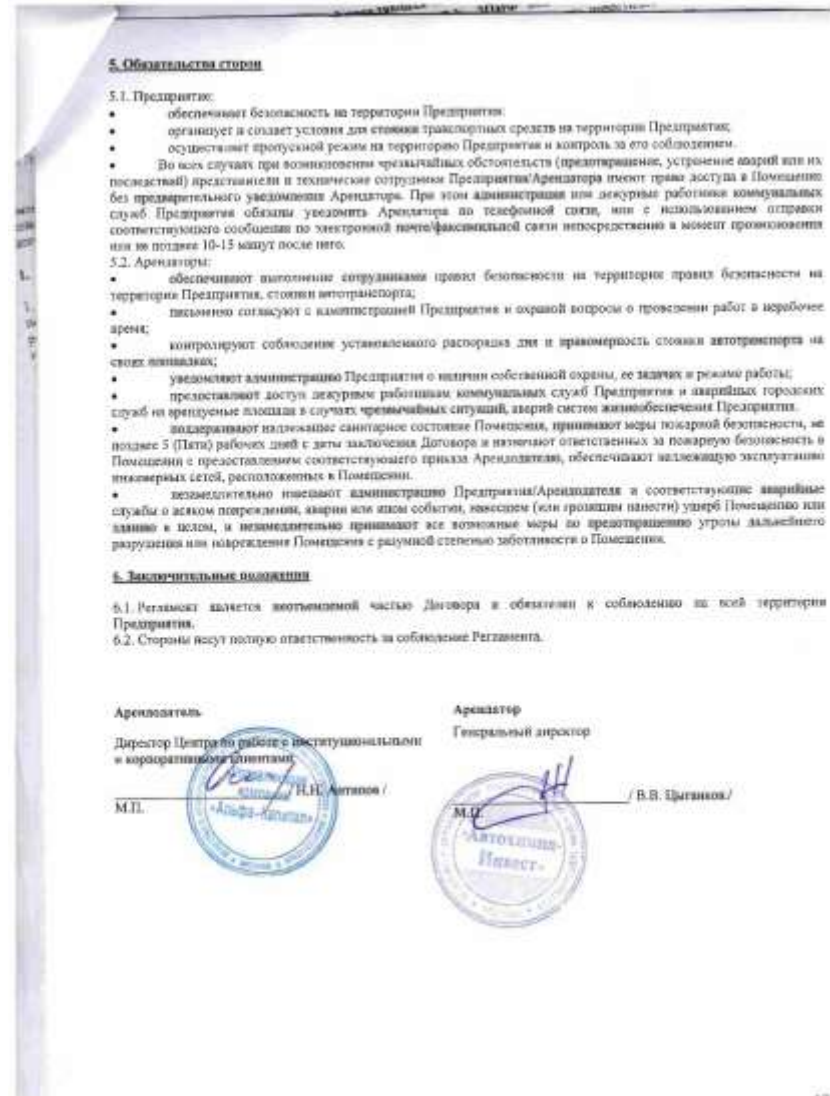 5. Обязательства сторон
5.1. Предприятие:
• обеспечивает безопасность на территории Предприятия:
• организует и создает условия для стоянки транспортных средств на территории Предприятия;
• осуществляет пропускной режим на территорию Предприятия и контроль за его соблюдением.
• Во всех случаях при возникновении чрезвычайных обстоятельств (предотвращение, устранение аварий или их
последствий) представители и технические сотрудники Предприятия/Арендатора имеют право доступа в Помещение
без предварительного уведомления Арендатора. При этом администрация или дежурные работники коммунальных
служб Предприятия обязаны уведомить Арендатора по телефонной связи, или с использованием отправки
соответствующего сообщения по электронной почте/факсимильной связи непосредственно в момент проникновения
или не позднее 10-15 минут после него.
5.2. Арендаторы:
• обеспечивают выполнение сотрудниками правил безопасности на территории правил безопасности на
территории Предприятия, стоянки автотранспорта;
• письменно согласуют с администрацией Предприятия и охраной вопросы о проведении работ в нерабочее
время;
• контролируют соблюдение установленного распорядка дня и правомерность стоянки автотранспорта на
своих площадках;
• уведомляют администрацию Предприятия о наличии собственной охраны, ее задачах и режиме работы;
• предоставляют доступ дежурным работникам коммунальных служб Предприятия и аварийных городских
служб на арендуемые площади в случаях чрезвычайных ситуаций, аварий систем жизнеобеспечения Предприятия.
• поддерживают надлежащее санитарное состояние Помещения, принимают меры пожарной безопасности, не
позднее 5 (Пяти) рабочих дней с даты заключения Договора и назначают ответственных за пожарную безопасность в
Помещении с предоставлением соответствующего приказа Арендодателю, обеспечивают надлежащую эксплуатацию
инженерных сетей, расположенных в Помещении.
• незамедлительно извещают администрацию Предприятия/Арендодателя и соответствующие аварийные
службы о всяком повреждении, аварии или ином событии, нанесшем (или грозящим нанести) ущерб Помещению или
зданию в целом, и незамедлительно принимают все возможные меры по предотвращению угрозы дальнейшего
разрушения или повреждения Помещения с разумной степенью заботливости о Помещении.
6. Заключительные положения
6.1. Регламент является неотъемлемой частью Договора и обязателен к соблюдению на всей территории
Предприятия.
6.2. Стороны несут полную ответственность за соблюдение Регламента.
Арендодатель
Директор Центра по работе с институциональными
и корпоративными клиентами
/ Н.Н. Антипов /
М.П.
Управляющая
компания
«Альфа-Капитал»
Арендатор
Генеральный директор
/ В.В. Цыганков /
М.П.
Инвест»